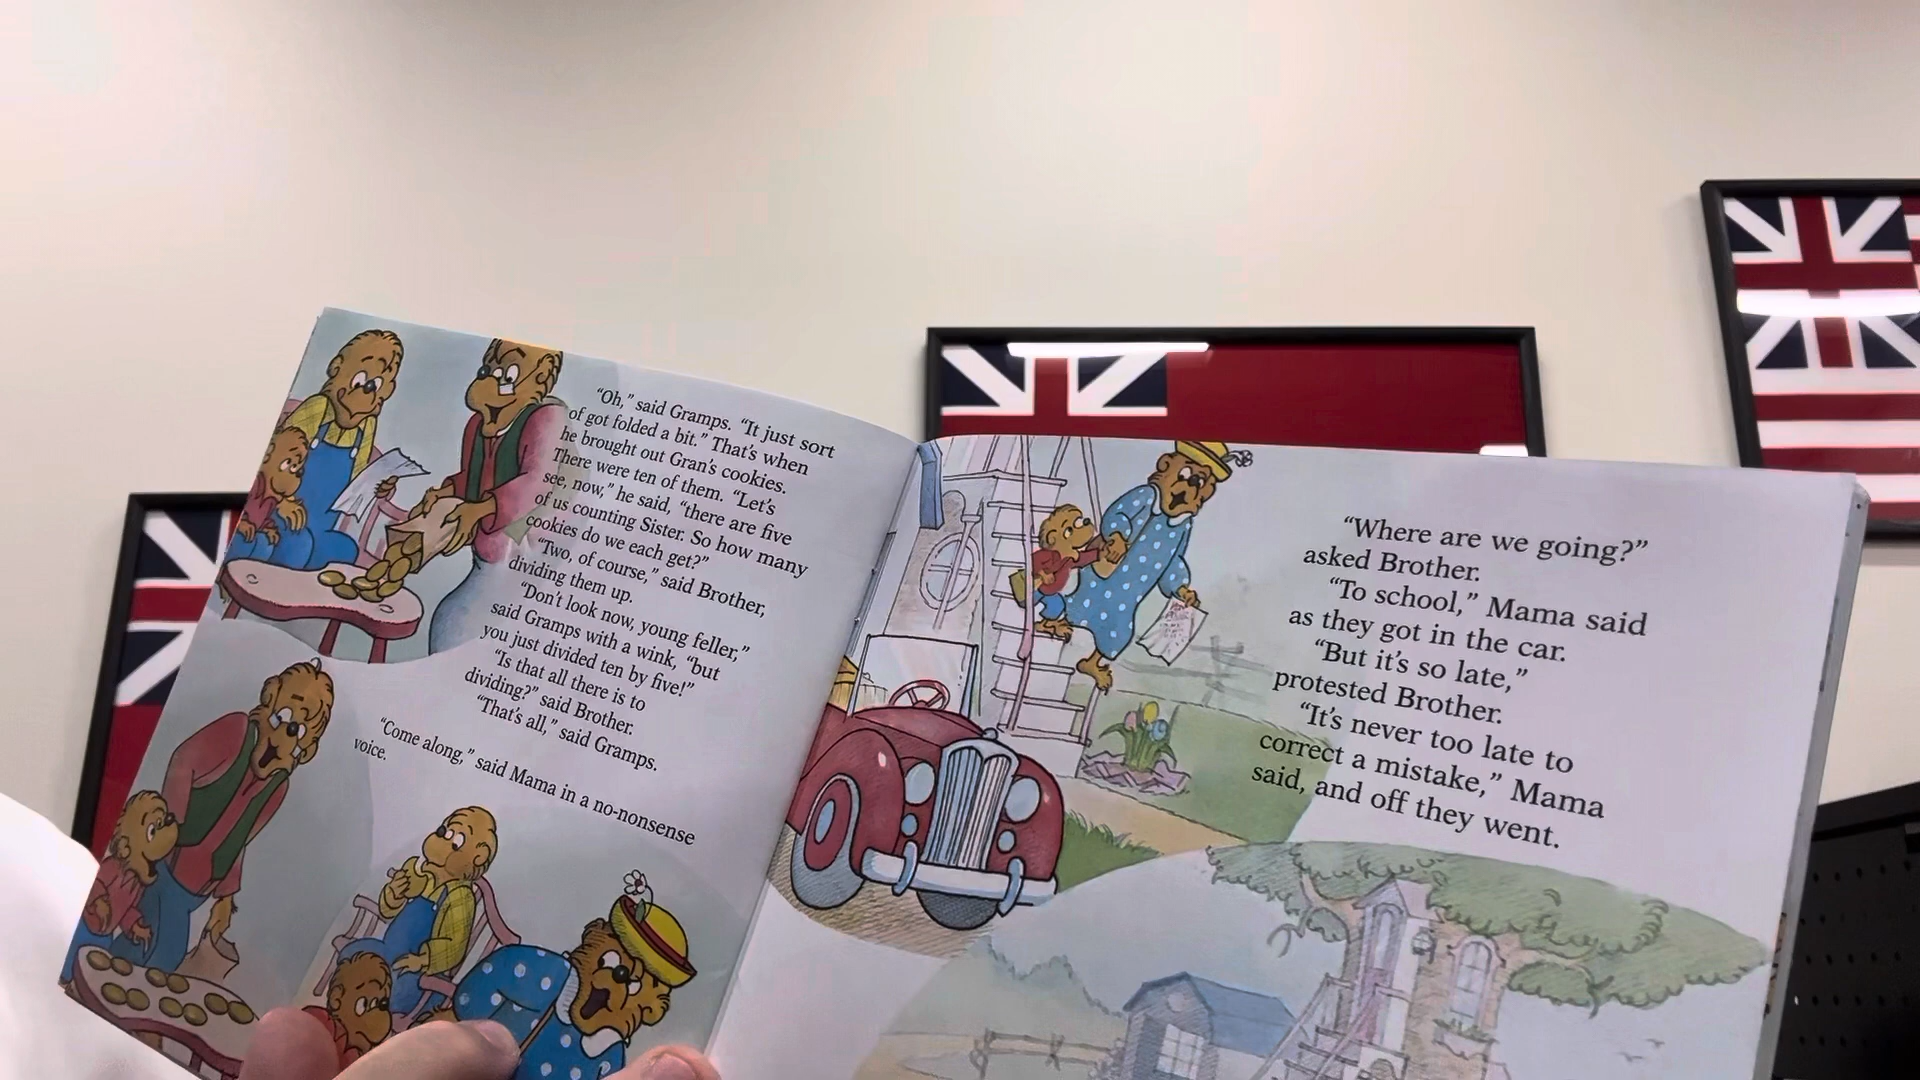 “Oh,” said Gramps. “It just sort
of got folded a bit.” That’s when
he brought out Gran’s cookies.
There were ten of them. “Let’s
see, now,” he said, “there are five
of us counting Sister. So how many
cookies do we each get?”
“Two, of course,” said Brother,
dividing them up.
“Don’t look now, young feller,”
said Gramps with a wink, “but
you just divided ten by five!”
“Is that all there is to
dividing?” said Brother.
“That’s all,” said Gramps.
“Come along,” said Mama in a no-nonsense
voice.
“Where are we going?”
asked Brother.
“To school,” Mama said
as they got in the car.
“But it’s so late,”
protested Brother.
“It’s never too late to
correct a mistake,” Mama
said, and off they went.